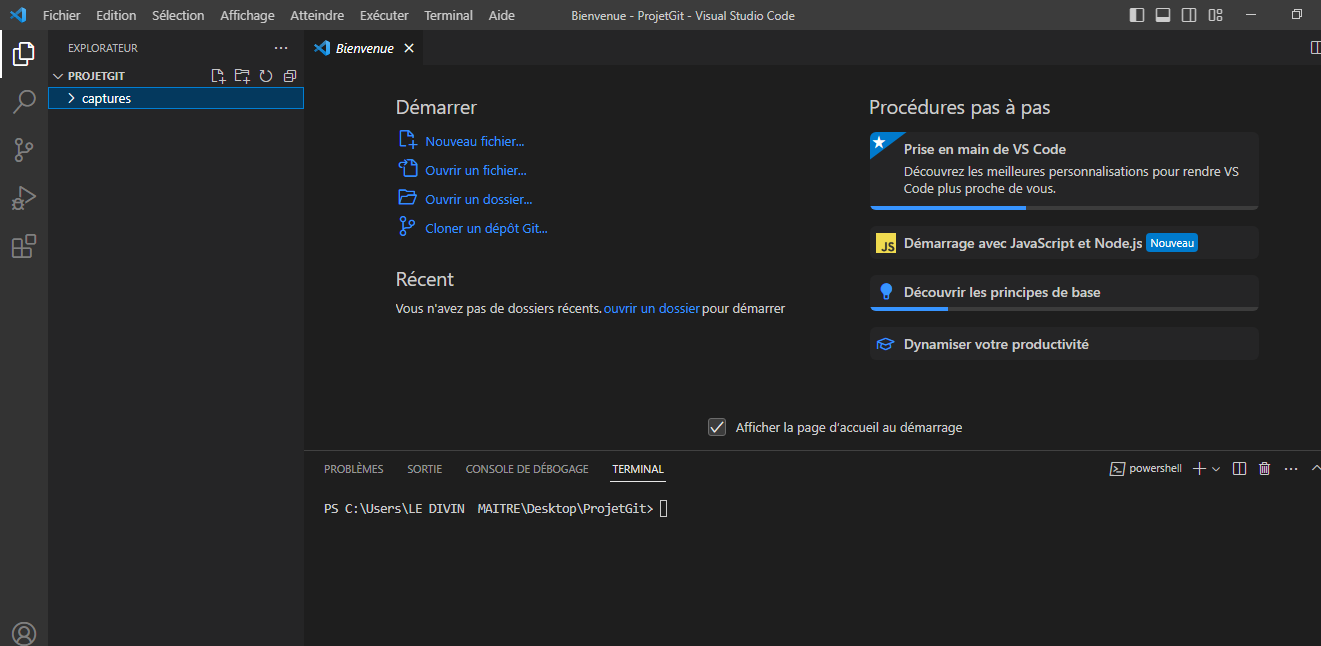 Fichier Edition Sélection Affichage Atteindre Exécuter Terminal Aide Bienvenue - ProjetGit - Visual Studio Code
EXPLORATEUR
PROJETGIT
captures
Bienvenue
Démarrer
Nouveau fichier...
Ouvrir un fichier...
Ouvrir un dossier...
Cloner un dépôt Git...
Récent
Vous n'avez pas de dossiers récents. ouvrir un dossier pour démarrer
Procédures pas à pas
Prise en main de VS Code
Découvrez les meilleures personnalisations pour rendre VS
Code plus proche de vous.
JS Démarrage avec JavaScript et Node.js Nouveau
Découvrir les principes de base
Dynamiser votre productivité
Afficher la page d'accueil au démarrage
PROBLÈMES SORTIE CONSOLE DE DÉBOGAGE TERMINAL powershell
PS C:\Users\LE DIVIN  MAITRE\Desktop\ProjetGit>